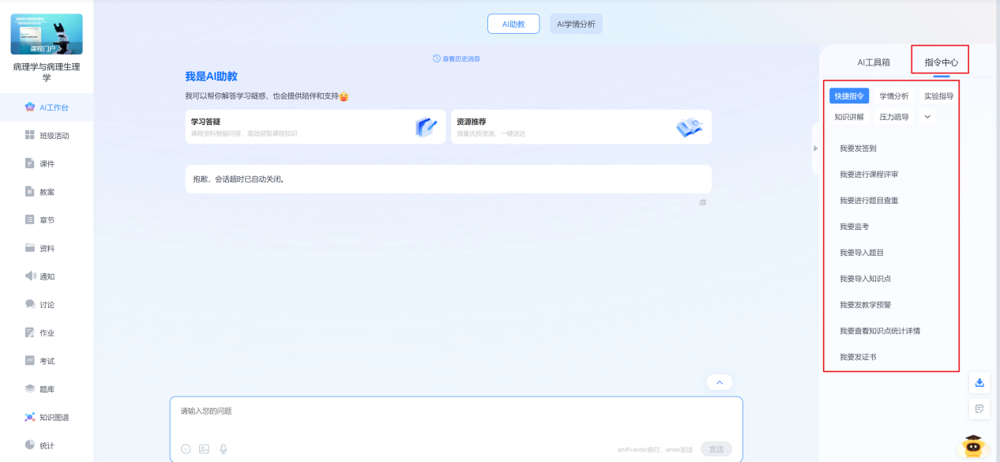 课程门户 >
病理学与病理生理
学
AI工作台
班级活动
课件
教案
章节
资料
通知
讨论
作业
考试
题库
知识图谱
统计
AI助教
AI学情分析
查看历史消息
我是AI助教
我可以帮你解答学习疑惑，也会提供陪伴和支持
学习答疑
课程资料智能问答，高效获取课程知识
资源推荐
海量优质资源，一键送达
抱歉，会话超时已自动关闭。
请输入您的问题
shift+enter换行，enter发送
发送
AI工具箱
指令中心
快捷指令
学情分析
实验指导
知识讲解
压力疏导
我要发签到
我要进行课程评审
我要进行题目查重
我要监考
我要导入题目
我要导入知识点
我要发教学预警
我要查看知识点统计详情
我要发证书